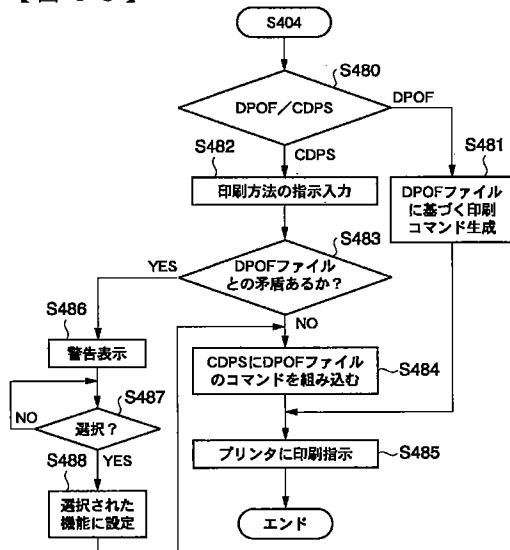 S404
S480
DPOF/CDPS
DPOF
CDPS
S482
S481
印刷方法の指示入力
DPOFファイル
に基づく印刷
コマンド生成
S483
YES
DPOFファイル
との矛盾あるか?
S486
NO
警告表示
CDPSにDPOFファイル
のコマンドを組み込む
S484
S487
NO
選択?
S488
YES
プリンタに印刷指示
S485
選択された
機能に設定
エンド